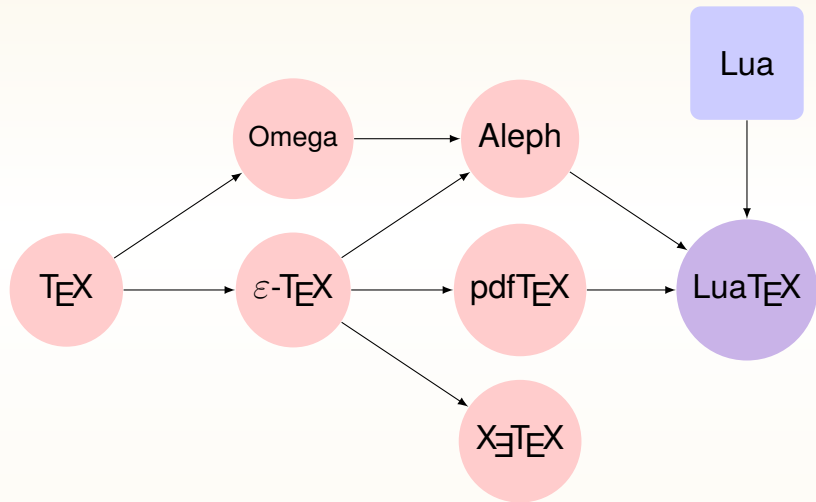 Lua
Omega
Aleph
TEX
ε-TEX
pdfTEX
LuaTEX
XƎTEX